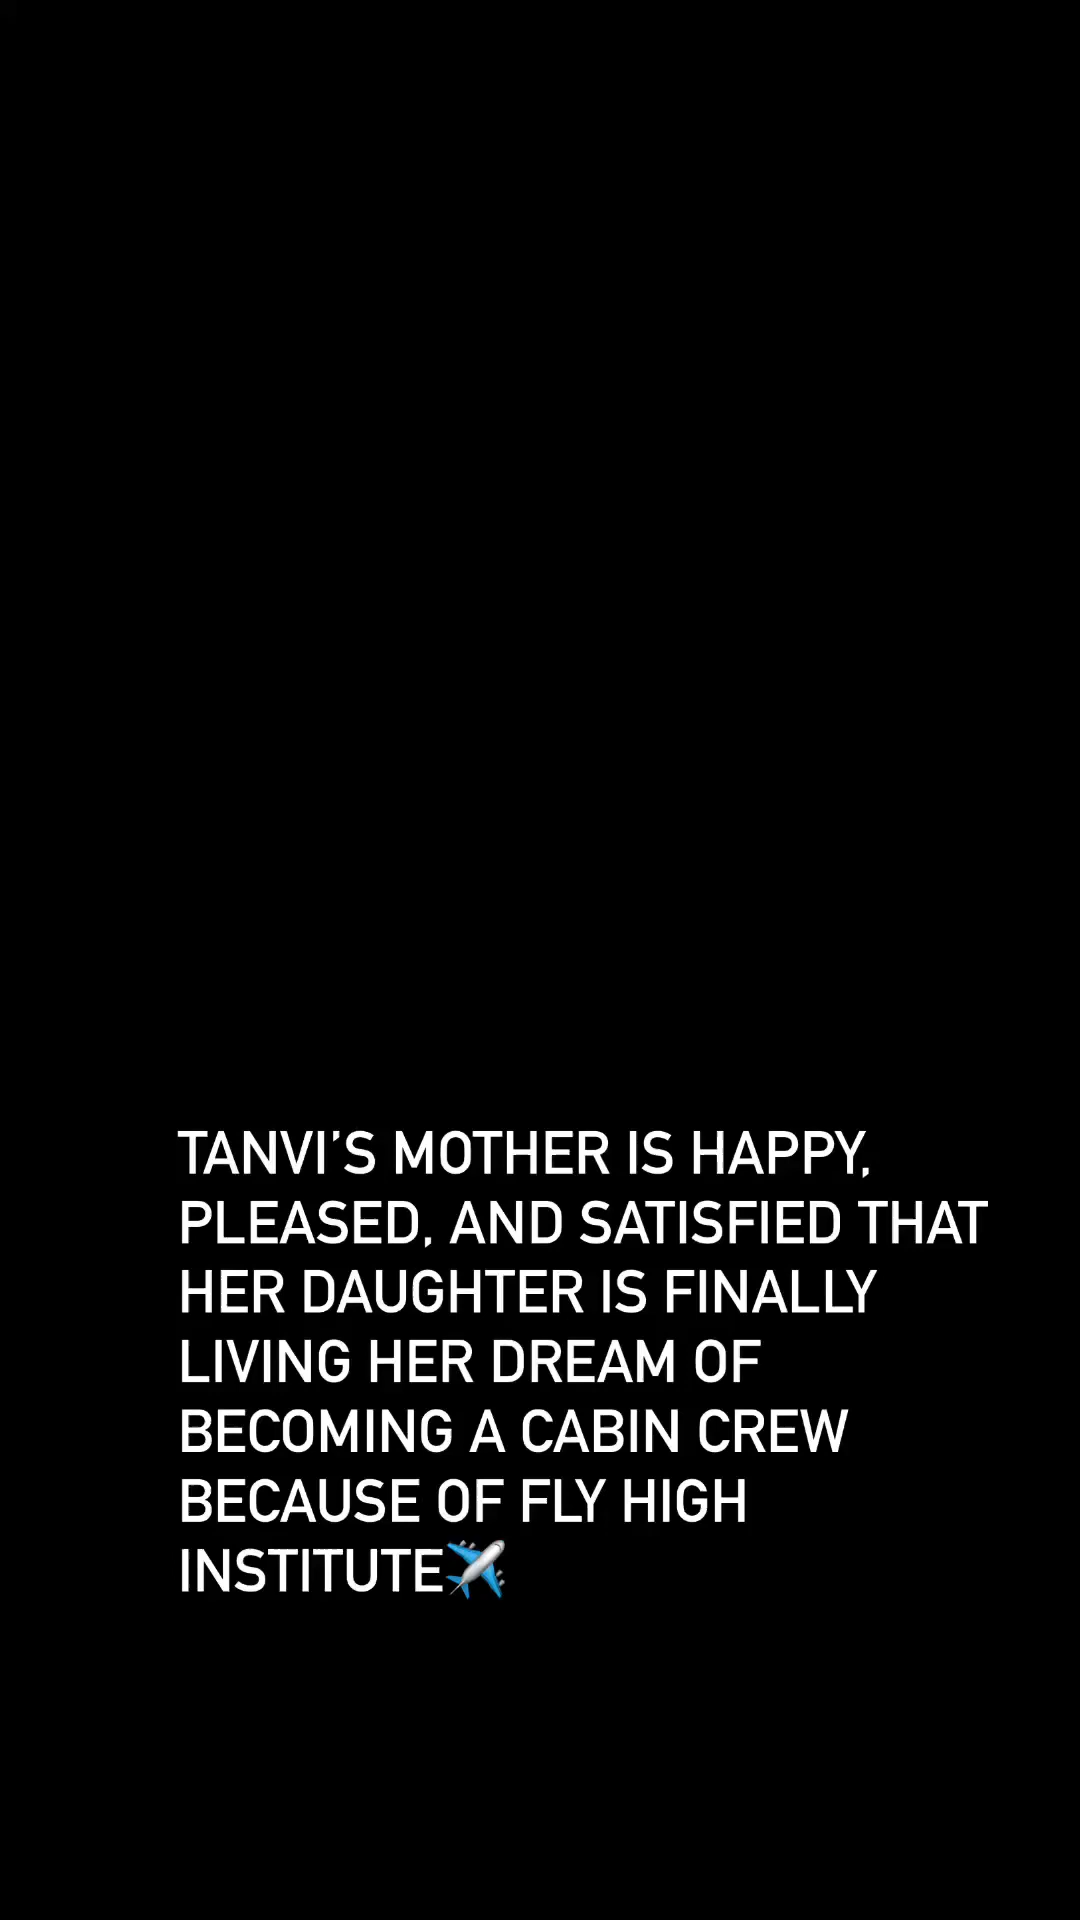 TANVI’S MOTHER IS HAPPY,
PLEASED, AND SATISFIED THAT
HER DAUGHTER IS FINALLY
LIVING HER DREAM OF
BECOMING A CABIN CREW
BECAUSE OF FLY HIGH
INSTITUTE✈️